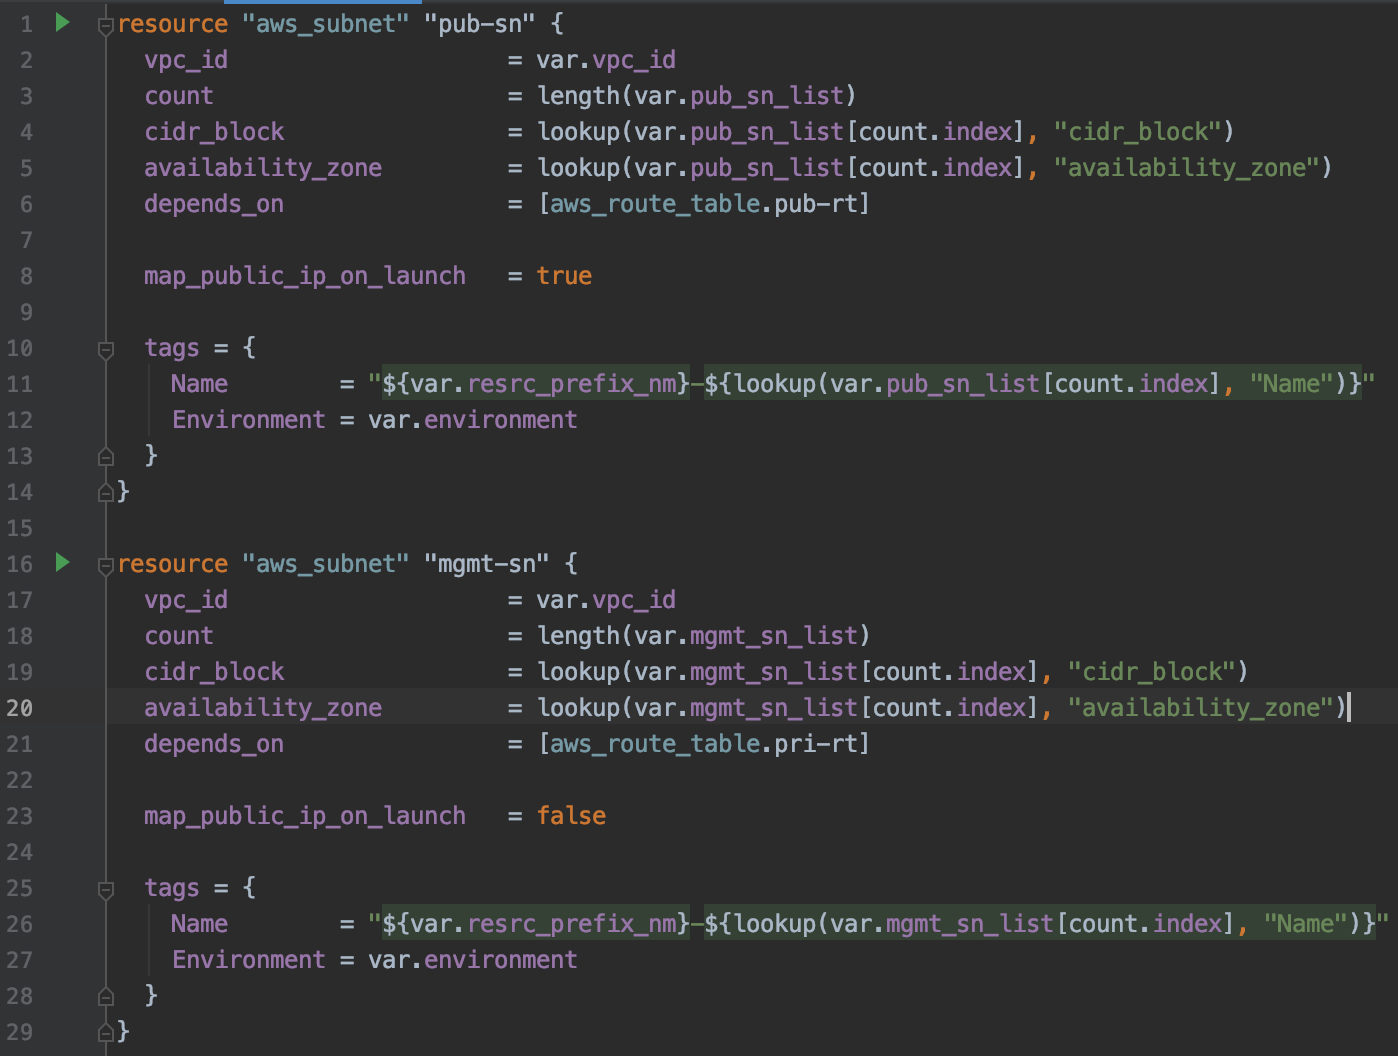 1 resource "aws_subnet" "pub-sn" {
2 vpc_id = var.vpc_id
3 count = length(var.pub_sn_list)
4 cidr_block = lookup(var.pub_sn_list[count.index], "cidr_block")
5 availability_zone = lookup(var.pub_sn_list[count.index], "availability_zone")
6 depends_on = [aws_route_table.pub-rt]
7
8 map_public_ip_on_launch = true
9
10 tags = {
11 Name = "${var.resrc_prefix_nm}-${lookup(var.pub_sn_list[count.index], "Name")}"
12 Environment = var.environment
13 }
14 }
15
16 resource "aws_subnet" "mgmt-sn" {
17 vpc_id = var.vpc_id
18 count = length(var.mgmt_sn_list)
19 cidr_block = lookup(var.mgmt_sn_list[count.index], "cidr_block")
20 availability_zone = lookup(var.mgmt_sn_list[count.index], "availability_zone")
21 depends_on = [aws_route_table.pri-rt]
22
23 map_public_ip_on_launch = false
24
25 tags = {
26 Name = "${var.resrc_prefix_nm}-${lookup(var.mgmt_sn_list[count.index], "Name")}"
27 Environment = var.environment
28 }
29 }